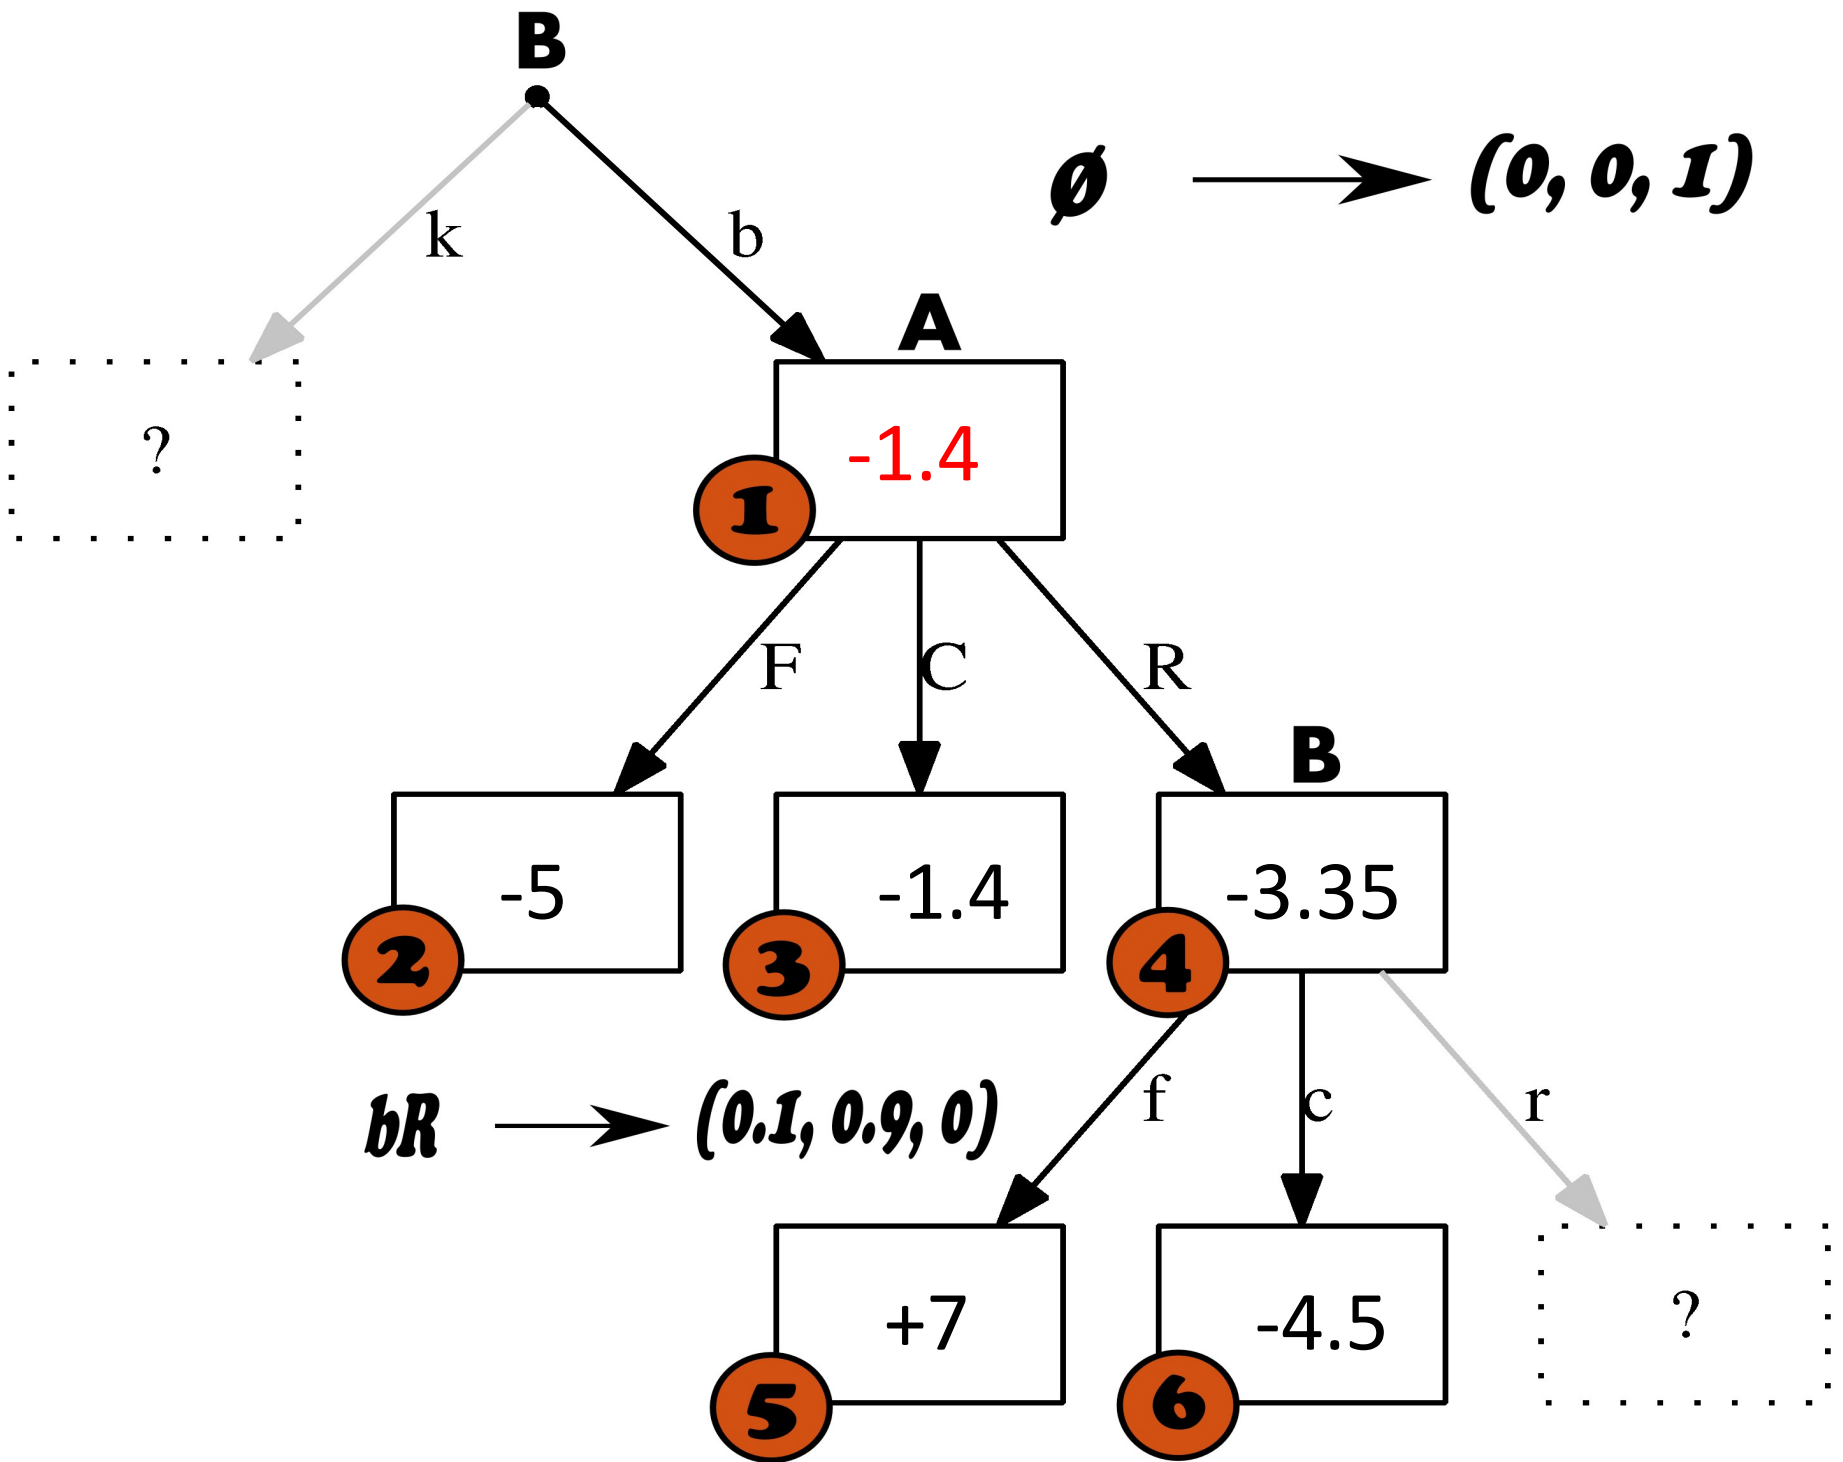 B
Ø (0, 0, 1)
k b
A
? -1.4
1
F C R
B
-5 -1.4 -3.35
2 3 4
bR (0.1, 0.9, 0) f c r
+7 -4.5 ?
5 6